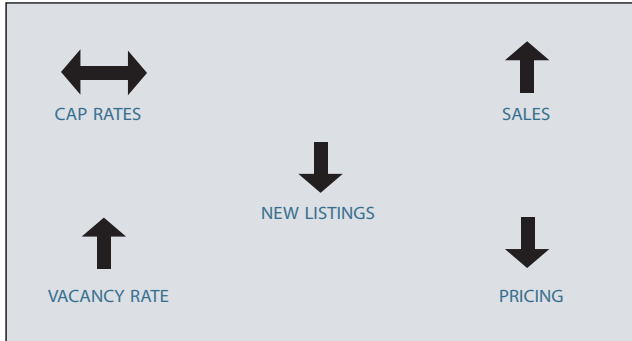 CAP RATES
SALES
NEW LISTINGS
VACANCY RATE
PRICING